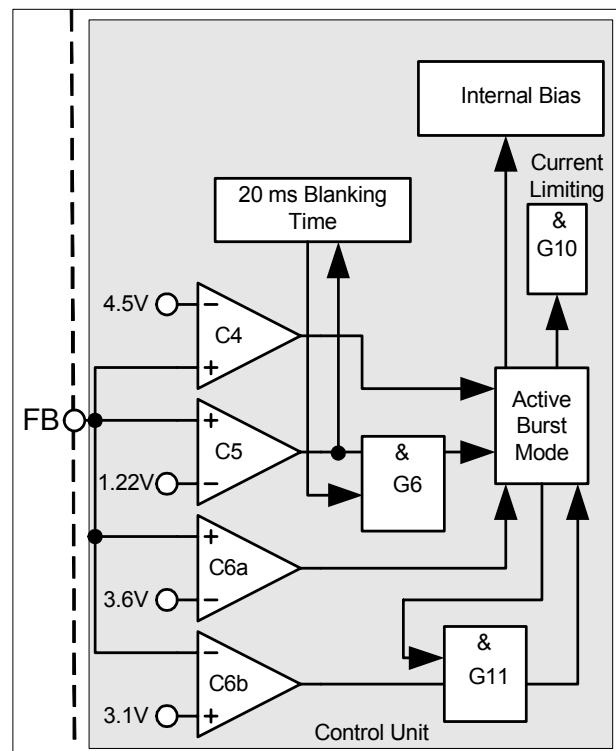 Internal Bias
Current
Limiting
20 ms Blanking
Time
&
G10
4.5V
−
C4
+
FB
+
C5
−
1.22V
&
G6
Active
Burst
Mode
+
C6a
−
3.6V
−
C6b
+
3.1V
&
G11
Control Unit